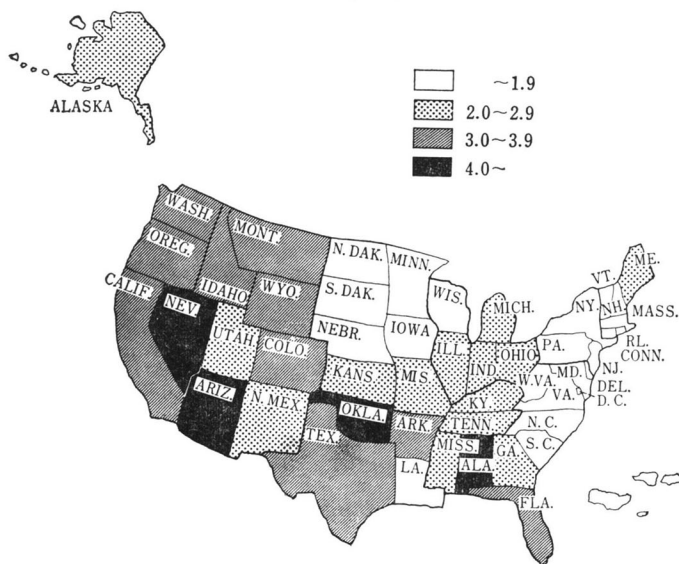 ALASKA
~1.9
2.0~2.9
3.0~3.9
4.0~
WASH.
MONT.
OREG.
IDAHO
WYO.
CALIF.
NEV.
UTAH
COLO.
ARIZ.
N. MEX.
N. DAK.
S. DAK.
NEBR.
KANS.
OKLA.
TEX.
MINN.
IOWA
MIS.
ARK.
LA.
WIS.
ILL.
MICH.
IND.
OHIO
KY.
TENN.
MISS.
ALA.
GA.
FLA.
S. C.
N. C.
VA.
W. VA.
MD.
D. C.
DEL.
NJ.
PA.
NY.
CONN.
RL.
MASS.
NH.
VT.
ME.